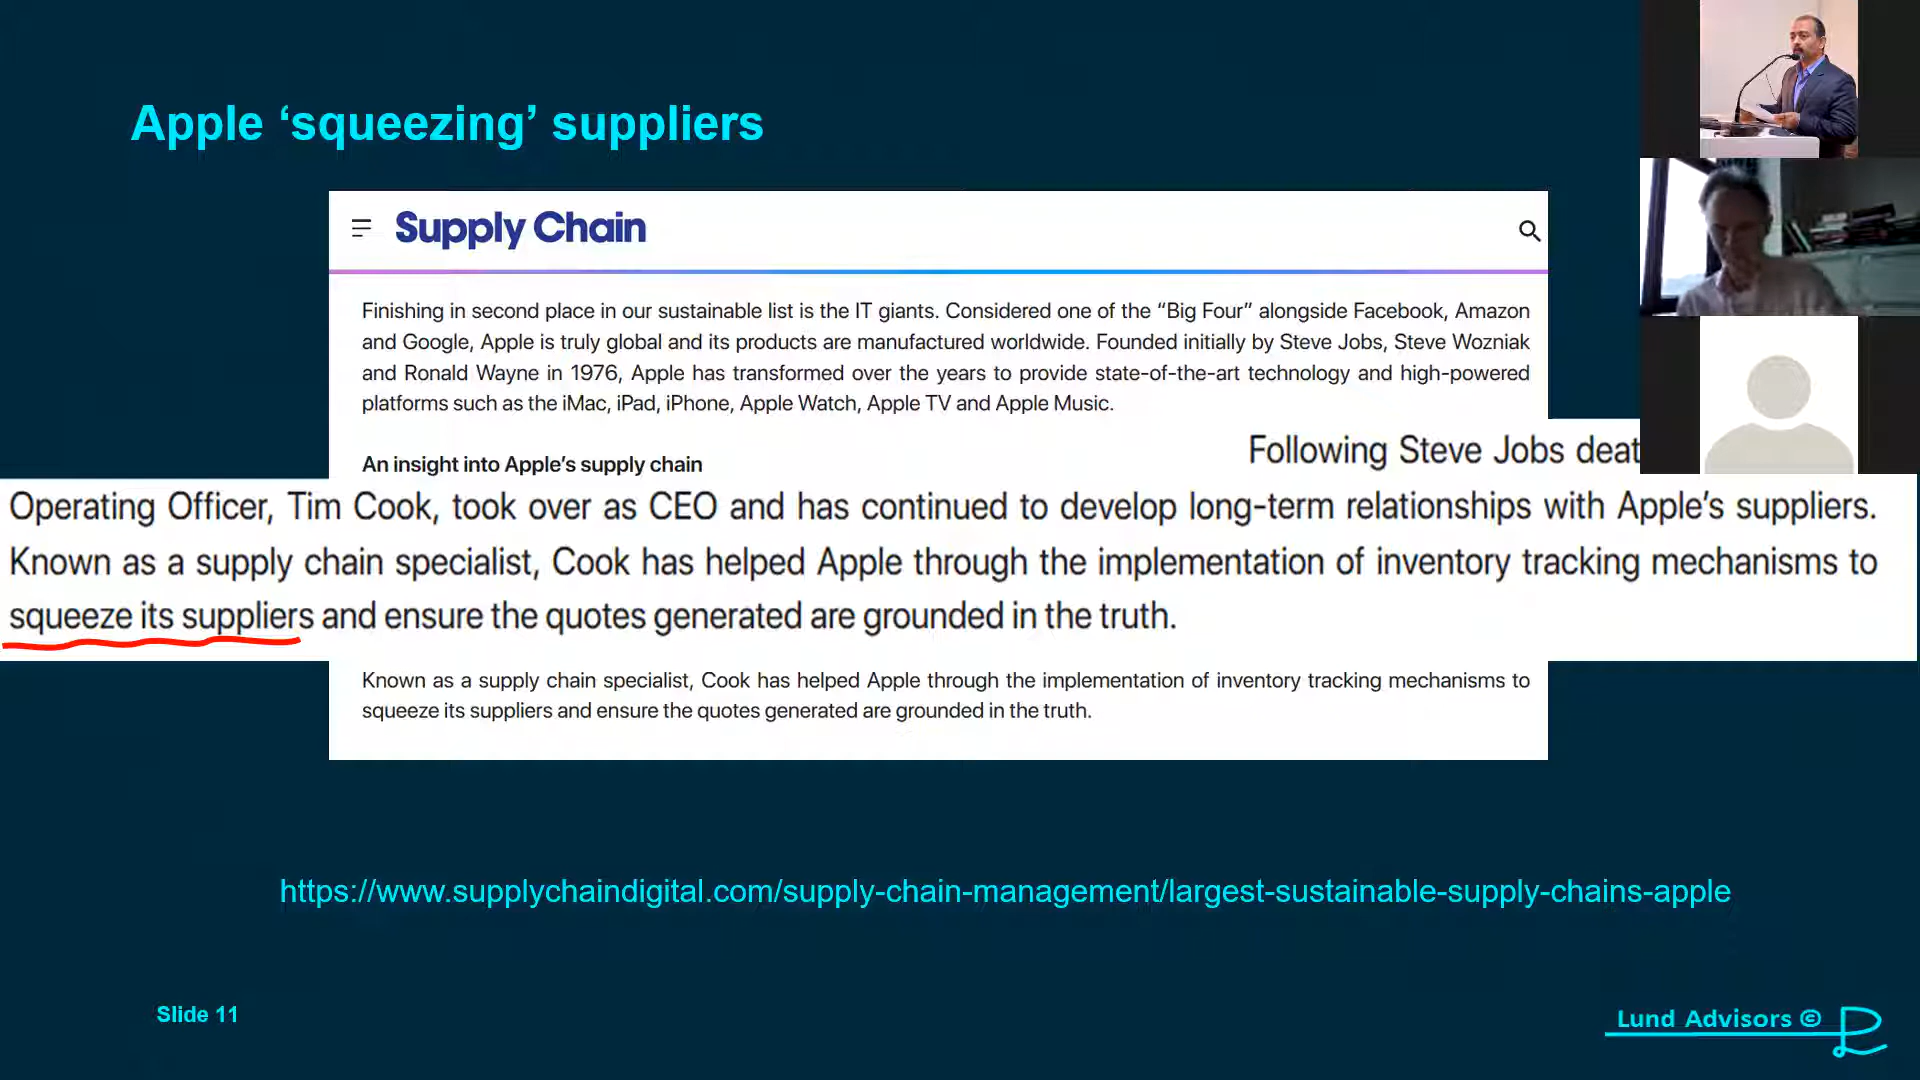 Apple ‘squeezing’ suppliers
Supply Chain
Finishing in second place in our sustainable list is the IT giants. Considered one of the “Big Four” alongside Facebook, Amazon
and Google, Apple is truly global and its products are manufactured worldwide. Founded initially by Steve Jobs, Steve Wozniak
and Ronald Wayne in 1976, Apple has transformed over the years to provide state-of-the-art technology and high-powered
platforms such as the iMac, iPad, iPhone, Apple Watch, Apple TV and Apple Music.
An insight into Apple’s supply chain
Following Steve Jobs deat
Operating Officer, Tim Cook, took over as CEO and has continued to develop long-term relationships with Apple’s suppliers.
Known as a supply chain specialist, Cook has helped Apple through the implementation of inventory tracking mechanisms to
squeeze its suppliers and ensure the quotes generated are grounded in the truth.
Known as a supply chain specialist, Cook has helped Apple through the implementation of inventory tracking mechanisms to
squeeze its suppliers and ensure the quotes generated are grounded in the truth.
https://www.supplychaindigital.com/supply-chain-management/largest-sustainable-supply-chains-apple
Slide 11
Lund Advisors ©